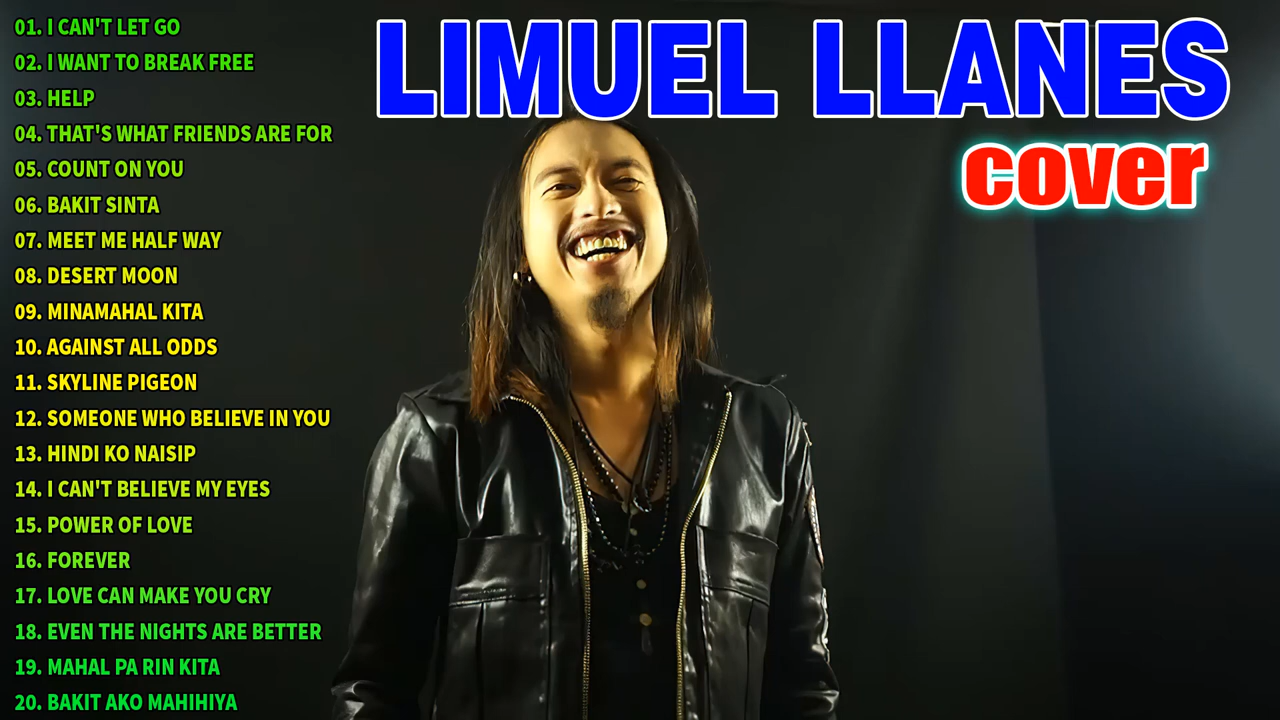 01. I CAN'T LET GO
02. I WANT TO BREAK FREE
03. HELP
04. THAT'S WHAT FRIENDS ARE FOR
05. COUNT ON YOU
06. BAKIT SINTA
07. MEET ME HALF WAY
08. DESERT MOON
09. MINAMAHAL KITA
10. AGAINST ALL ODDS
11. SKYLINE PIGEON
12. SOMEONE WHO BELIEVE IN YOU
13. HINDI KO NAISIP
14. I CAN'T BELIEVE MY EYES
15. POWER OF LOVE
16. FOREVER
17. LOVE CAN MAKE YOU CRY
18. EVEN THE NIGHTS ARE BETTER
19. MAHAL PA RIN KITA
20. BAKIT AKO MAHIHIYA
LIMUEL LLANES
cover